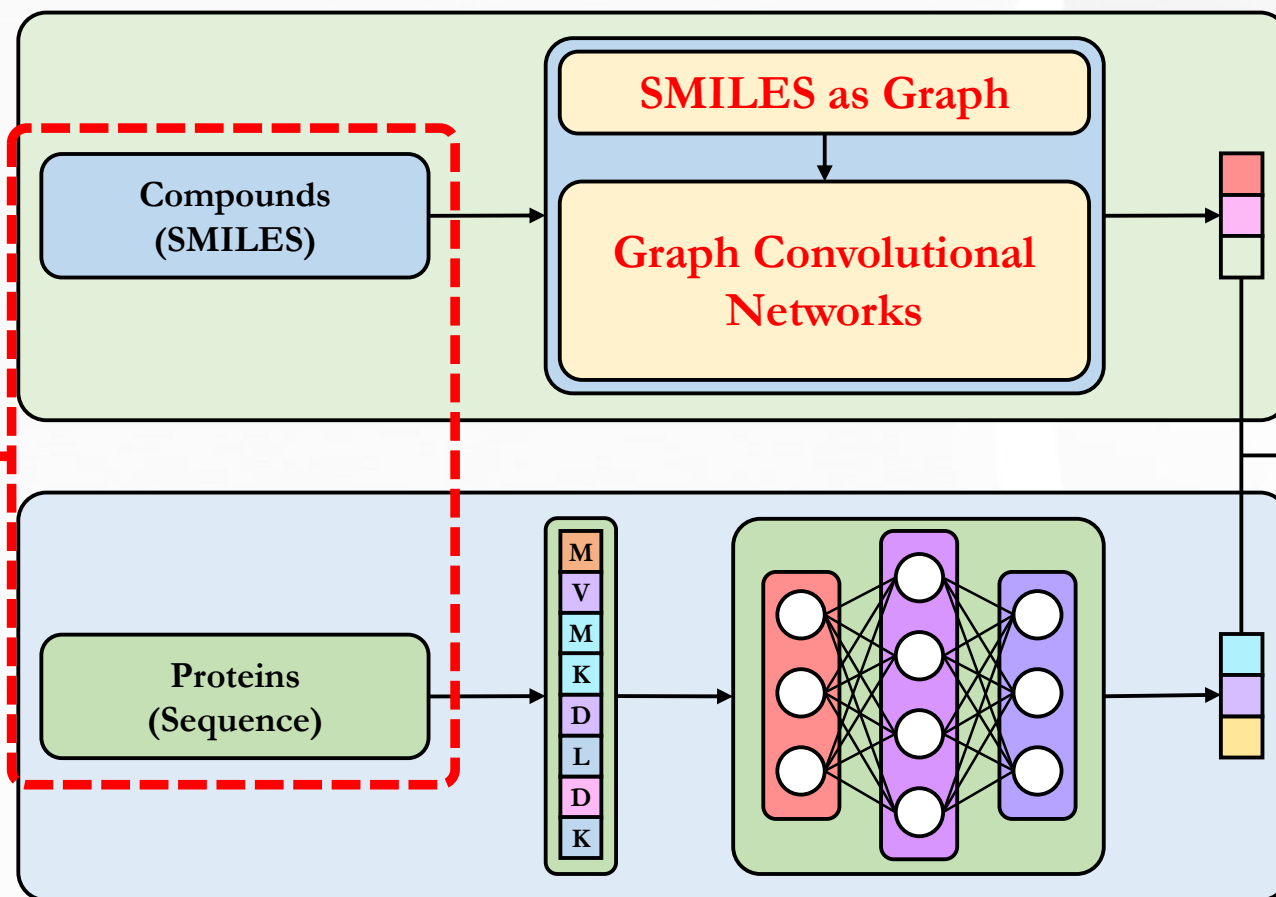 SMILES as Graph
Compounds
(SMILES)
Graph Convolutional
Networks
Proteins
(Sequence)
M
V
M
K
D
L
D
K